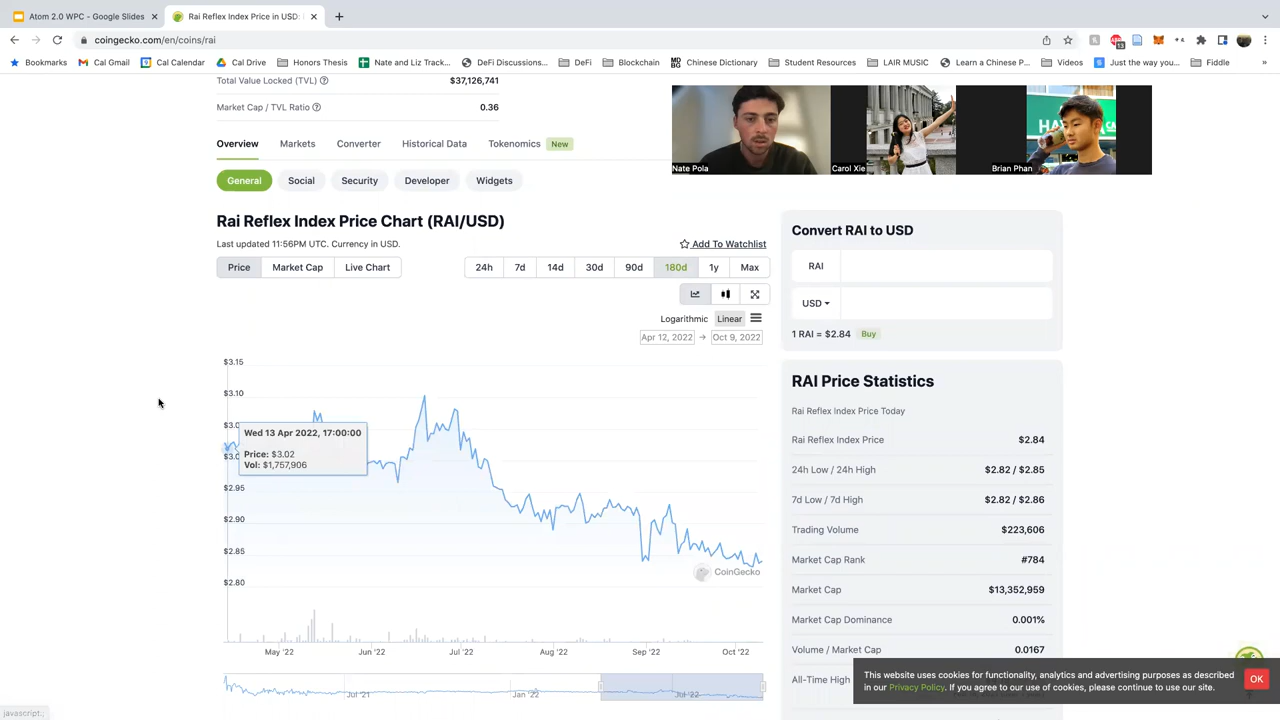 Atom 2.0 WPC - Google Slides
Rai Reflex Index Price in USD:
coingecko.com/en/coins/rai
Bookmarks
Cal Gmail
Cal Calendar
Cal Drive
Honors Thesis
Nate and Liz Track...
DeFi Discussions...
DeFi
Blockchain
MD BG Chinese Dictionary
Student Resources
LAIR MUSIC
Learn a Chinese P...
Videos
Just the way you...
Fiddle
»
Total Value Locked (TVL)
$37,126,741
Market Cap / TVL Ratio
0.36
Overview
Markets
Converter
Historical Data
Tokenomics
New
General
Social
Security
Developer
Widgets
Nate Pola
Carol Xie
Brian Phan
Rai Reflex Index Price Chart (RAI/USD)
Last updated 11:56PM UTC. Currency in USD.
Add To Watchlist
Price
Market Cap
Live Chart
24h
7d
14d
30d
90d
180d
1y
Max
Logarithmic
Linear
Apr 12, 2022 → Oct 9, 2022
$3.15
$3.10
$3.0
$3.0
$2.95
$2.90
$2.85
$2.80
Wed 13 Apr 2022, 17:00:00
Price: $3.02
Vol: $1,757,906
CoinGecko
May '22
Jun '22
Jul '22
Aug '22
Sep '22
Oct '22
Jul '21
Jan '22
Jul '22
Convert RAI to USD
RAI
USD
1 RAI = $2.84
Buy
RAI Price Statistics
Rai Reflex Index Price Today
Rai Reflex Index Price
$2.84
24h Low / 24h High
$2.82 / $2.85
7d Low / 7d High
$2.82 / $2.86
Trading Volume
$223,606
Market Cap Rank
#784
Market Cap
$13,352,959
Market Cap Dominance
0.001%
Volume / Market Cap
0.0167
All-Time High
This website uses cookies for functionality, analytics and advertising purposes as described
in our Privacy Policy. If you agree to our use of cookies, please continue to use our site.
OK
javascript:;